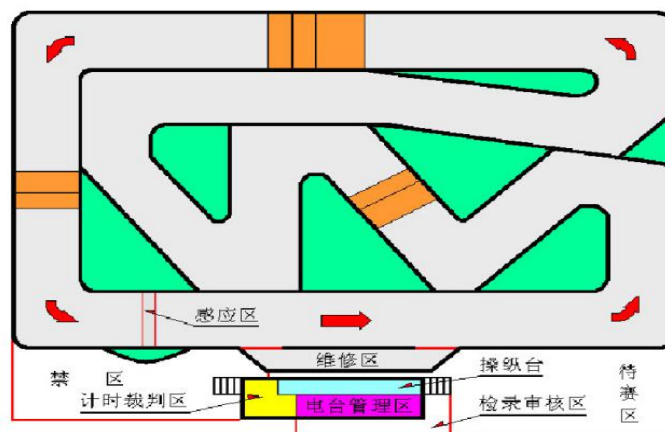 感应区
维修区
操纵台
禁 区
计时裁判区
电台管理区
检录审核区
待赛区